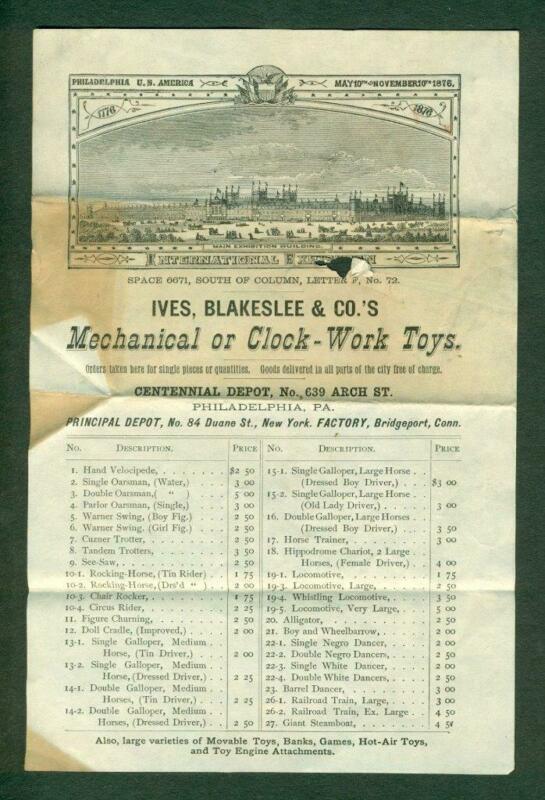 PHILADELPHIA U.S. AMERICA
MAY 10TH TO NOVEMBER 10TH 1876.
1776
1876
MAIN EXHIBITION BUILDING.
INTERNATIONAL
SPACE 6671, SOUTH OF COLUMN, LETTER F, No. 72.
IVES, BLAKESLEE & CO.'S
Mechanical or Clock-Work Toys.
Orders taken here for single pieces or quantities. Goods delivered in all parts of the city free of charge.
CENTENNIAL DEPOT, No. 639 ARCH ST.
PHILADELPHIA, PA.
PRINCIPAL DEPOT, No. 84 Duane St., New York. FACTORY, Bridgeport, Conn.
No. DESCRIPTION. PRICE
1. Hand Velocipede, . . . . . . . $2 50
2. Single Oarsman, (Water,) . . 3 00
3. Double Oarsman, ( " ) . . 5 00
4. Parlor Oarsman, (Single,) . . 3 00
5. Warner Swing, (Boy Fig.) . . 2 50
6. Warner Swing. (Girl Fig.) . . 2 50
7. Cuzner Trotter, . . . . . . . 2 50
8. Tandem Trotters, . . . . . . 3 50
9. See-Saw, . . . . . . . . . 2 50
10-1. Rocking-Horse, (Tin Rider) . 1 75
10-2. Rocking-Horse, (Drs'd " ) . 2 00
10-3. Chair Rocker, . . . . . . . 1 75
10-4. Circus Rider, . . . . . . . 2 25
11. Figure Churning, . . . . . . 2 50
12. Doll Cradle, (Improved,) . . . 2 00
13-1. Single Galloper, Medium .
Horse, (Tin Driver,) . . . 2 00
13-2. Single Galloper, Medium
Horse, (Dressed Driver,) . . 2 25
14-1. Double Galloper, Medium
Horses, (Tin Driver,) . . . 2 25
14-2. Double Galloper, Medium
Horses, (Dressed Driver,) . 2 50
No. DESCRIPTION. PRICE
15-1. Single Galloper, Large Horse . .
(Dressed Boy Driver,) . . $3 00
15-2. Single Galloper, Large Horse
(Old Lady Driver,) . . . 3 00
16. Double Galloper, Large Horses . .
(Dressed Boy Driver,) . . 3 50
17. Horse Trainer, . . . . . . . . 3 00
18. Hippodrome Chariot, 2 Large .
Horses, (Female Driver,) . . 4 00
19-1. Locomotive, . . . . . . . . 1 75
19-3. Locomotive, Large, . . . . . 2 50
19-4. Whistling Locomotive, . . . . 3 50
19-5. Locomotive, Very Large, . . . 5 00
20. Alligator, . . . . . . . . . 2 50
21. Boy and Wheelbarrow, . . . . 2 00
22-1. Single Negro Dancer, . . . . 2 00
22-2. Double Negro Dancers, . . . . 2 50
22-3. Single White Dancer, . . . . 2 00
22-4. Double White Dancers, . . . . 2 50
23. Barrel Dancer, . . . . . . . 3 00
26-1. Railroad Train, Large, . . . . 3 00
26-2. Railroad Train, Ex. Large . . 4 50
27. Giant Steamboat, . . . . . . 4
Also, large varieties of Movable Toys, Banks, Games, Hot-Air Toys,
and Toy Engine Attachments.